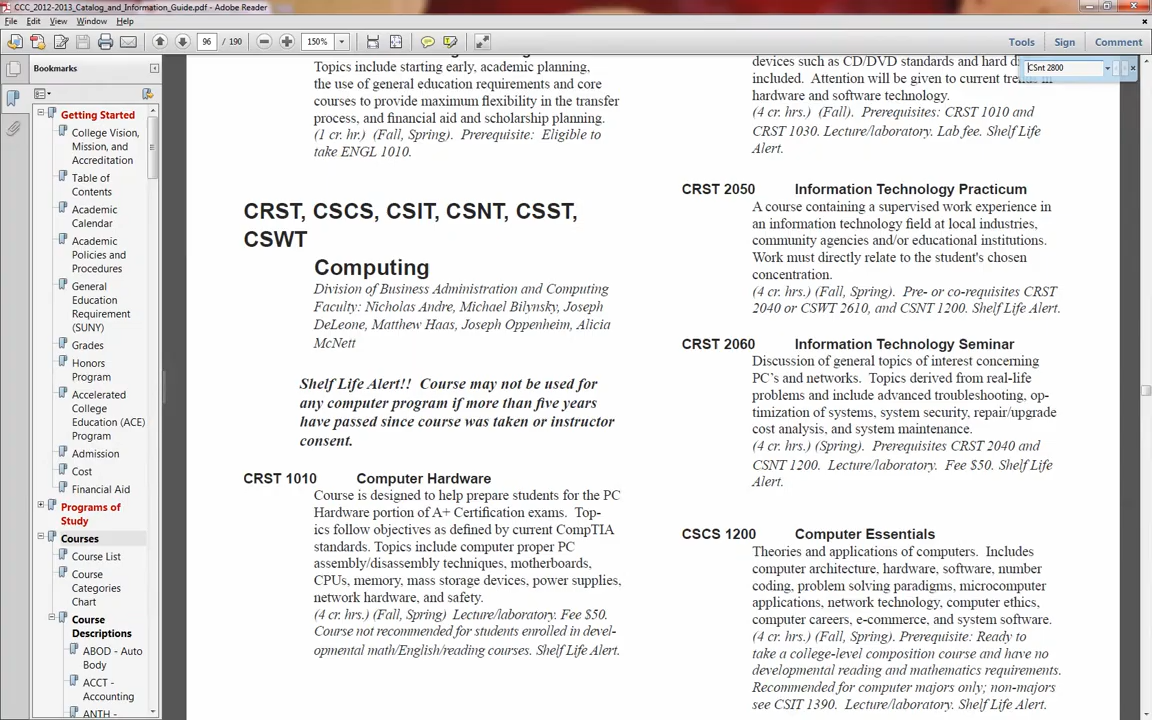 CCC_2012-2013_Catalog_and_Information_Guide.pdf - Adobe Reader
File Edit View Window Help
96 / 190 150% Tools Sign Comment
CSnt 2800
Bookmarks
Getting Started
College Vision,
Mission, and
Accreditation
Table of
Contents
Academic
Calendar
Academic
Policies and
Procedures
General
Education
Requirement
(SUNY)
Grades
Honors
Program
Accelerated
College
Education (ACE)
Program
Admission
Cost
Financial Aid
Programs of
Study
Courses
Course List
Course
Categories
Chart
Course
Descriptions
ABOD - Auto
Body
ACCT -
Accounting
ANTH -
Topics include starting early, academic planning,
the use of general education requirements and core
courses to provide maximum flexibility in the transfer
process, and financial aid and scholarship planning.
(1 cr. hr.) (Fall, Spring). Prerequisite: Eligible to
take ENGL 1010.
CRST, CSCS, CSIT, CSNT, CSST,
CSWT
Computing
Division of Business Administration and Computing
Faculty: Nicholas Andre, Michael Bilynsky, Joseph
DeLeone, Matthew Haas, Joseph Oppenheim, Alicia
McNett
Shelf Life Alert!! Course may not be used for
any computer program if more than five years
have passed since course was taken or instructor
consent.
CRST 1010 Computer Hardware
Course is designed to help prepare students for the PC
Hardware portion of A+ Certification exams. Top-
ics follow objectives as defined by current CompTIA
standards. Topics include computer proper PC
assembly/disassembly techniques, motherboards,
CPUs, memory, mass storage devices, power supplies,
network hardware, and safety.
(4 cr. hrs.) (Fall, Spring) Lecture/laboratory. Fee $50.
Course not recommended for students enrolled in devel-
opmental math/English/reading courses. Shelf Life Alert.
devices such as CD/DVD standards and hard
included. Attention will be given to current
hardware and software technology.
(4 cr. hrs.) (Fall). Prerequisites: CRST 1010 and
CRST 1030. Lecture/laboratory. Lab fee. Shelf Life
Alert.
CRST 2050 Information Technology Practicum
A course containing a supervised work experience in
an information technology field at local industries,
community agencies and/or educational institutions.
Work must directly relate to the student's chosen
concentration.
(4 cr. hrs.) (Fall, Spring). Pre- or co-requisites CRST
2040 or CSWT 2610, and CSNT 1200. Shelf Life Alert.
CRST 2060 Information Technology Seminar
Discussion of general topics of interest concerning
PC's and networks. Topics derived from real-life
problems and include advanced troubleshooting, op-
timization of systems, system security, repair/upgrade
cost analysis, and system maintenance.
(4 cr. hrs.) (Spring). Prerequisites CRST 2040 and
CSNT 1200. Lecture/laboratory. Fee $50. Shelf Life
Alert.
CSCS 1200 Computer Essentials
Theories and applications of computers. Includes
computer architecture, hardware, software, number
coding, problem solving paradigms, microcomputer
applications, network technology, computer ethics,
computer careers, e-commerce, and system software.
(4 cr. hrs.) (Fall, Spring). Prerequisite: Ready to
take a college-level composition course and have no
developmental reading and mathematics requirements.
Recommended for computer majors only; non-majors
see CSIT 1390. Lecture/laboratory. Shelf Life Alert.